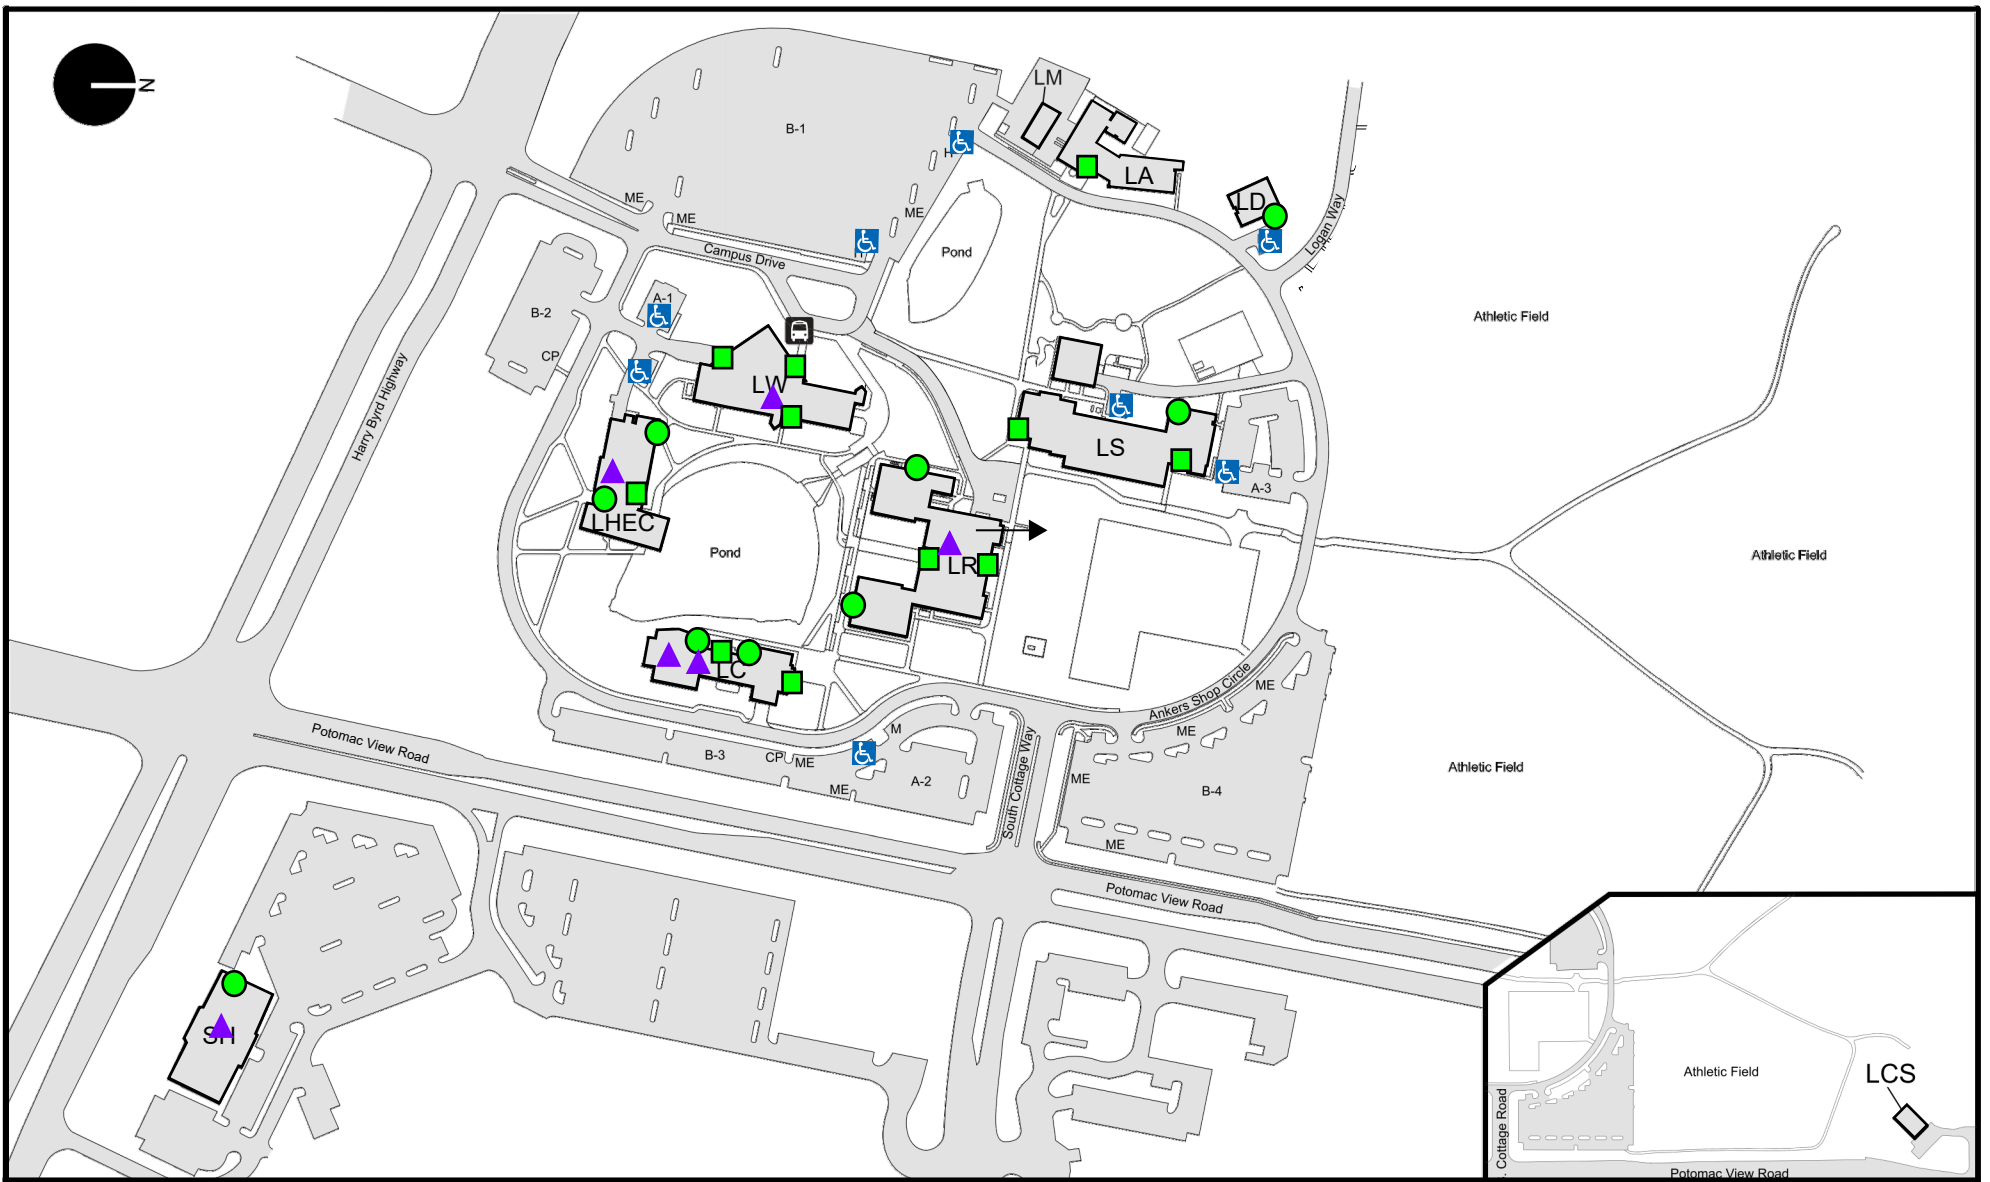 N
LM
B-1
H
LA
ME
ME
ME
LD
Logan Way
Campus Drive
H
Pond
A-1
B-2
CP
Athletic Field
Harry Byrd Highway
LW
LS
A-3
LHEC
Pond
LR
Athletic Field
LC
Ankers Shop Circle
ME
ME
M
Potomac View Road
B-3
CP
ME
ME
A-2
South Cottage Way
ME
B-4
ME
Athletic Field
Potomac View Road
SH
Athletic Field
LCS
. Cottage Road
Potomac View Road